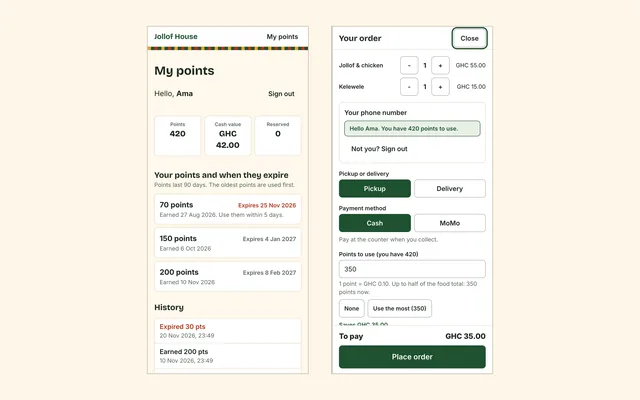 Jollof House
My points
My points
Hello, Ama
Sign out
Points
420
Cash value
GHC
42.00
Reserved
0
Your points and when they expire
Points last 90 days. The oldest points are used first.
70 points
Expires 25 Nov 2026
Earned 27 Aug 2026. Use them within 5 days.
150 points
Expires 4 Jan 2027
Earned 6 Oct 2026
200 points
Expires 8 Feb 2027
Earned 10 Nov 2026
History
Expired 30 pts
20 Nov 2026, 23:49
Earned 200 pts
10 Nov 2026, 23:49
Your order
Close
Jollof & chicken
-
1
+
GHC 55.00
Kelewele
-
1
+
GHC 15.00
Your phone number
Hello Ama. You have 420 points to use.
Not you? Sign out
Pickup or delivery
Pickup
Delivery
Payment method
Cash
MoMo
Pay at the counter when you collect.
Points to use (you have 420)
350
1 point = GHC 0.10. Up to half of the food total: 350
points now.
None
Use the most (350)
Saves GHC 35.00
To pay
GHC 35.00
Place order